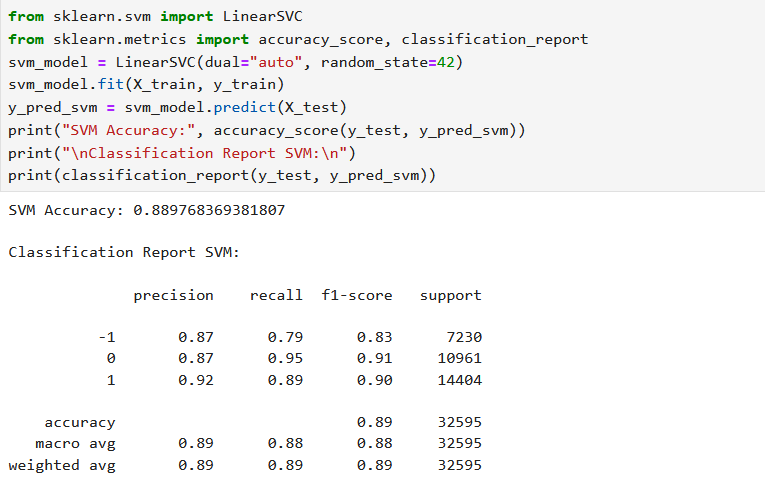 from sklearn.svm import LinearSVC
from sklearn.metrics import accuracy_score, classification_report
svm_model = LinearSVC(dual="auto", random_state=42)
svm_model.fit(X_train, y_train)
y_pred_svm = svm_model.predict(X_test)
print("SVM Accuracy:", accuracy_score(y_test, y_pred_svm))
print("\nClassification Report SVM:\n")
print(classification_report(y_test, y_pred_svm))
SVM Accuracy: 0.889768369381807
Classification Report SVM:
precision recall f1-score support
-1 0.87 0.79 0.83 7230
0 0.87 0.95 0.91 10961
1 0.92 0.89 0.90 14404
accuracy 0.89 32595
macro avg 0.89 0.88 0.88 32595
weighted avg 0.89 0.89 0.89 32595